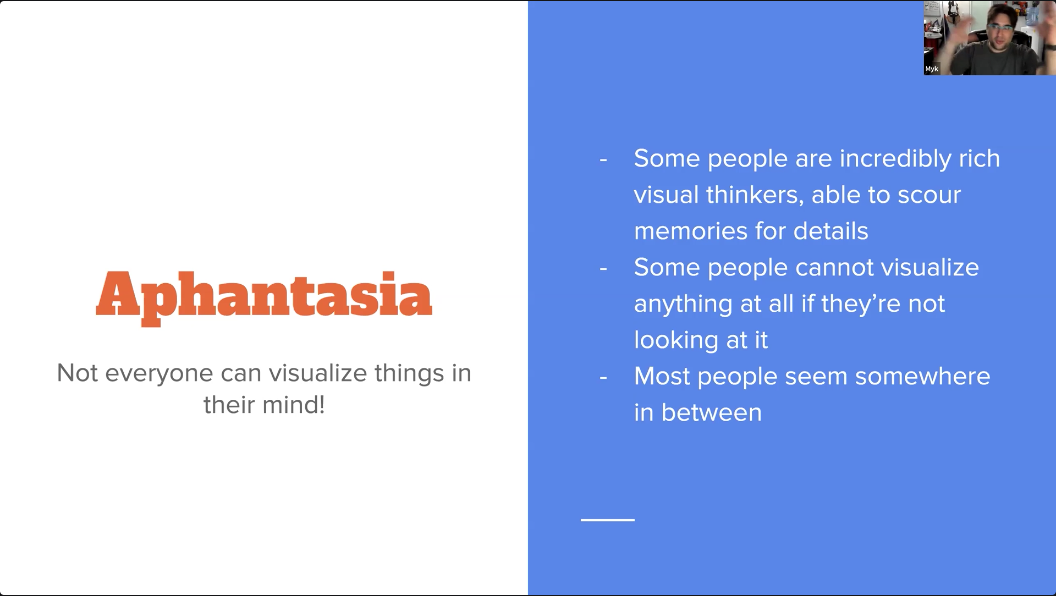 Aphantasia
Not everyone can visualize things in
their mind!
- Some people are incredibly rich
visual thinkers, able to scour
memories for details
- Some people cannot visualize
anything at all if they’re not
looking at it
- Most people seem somewhere
in between
Myk